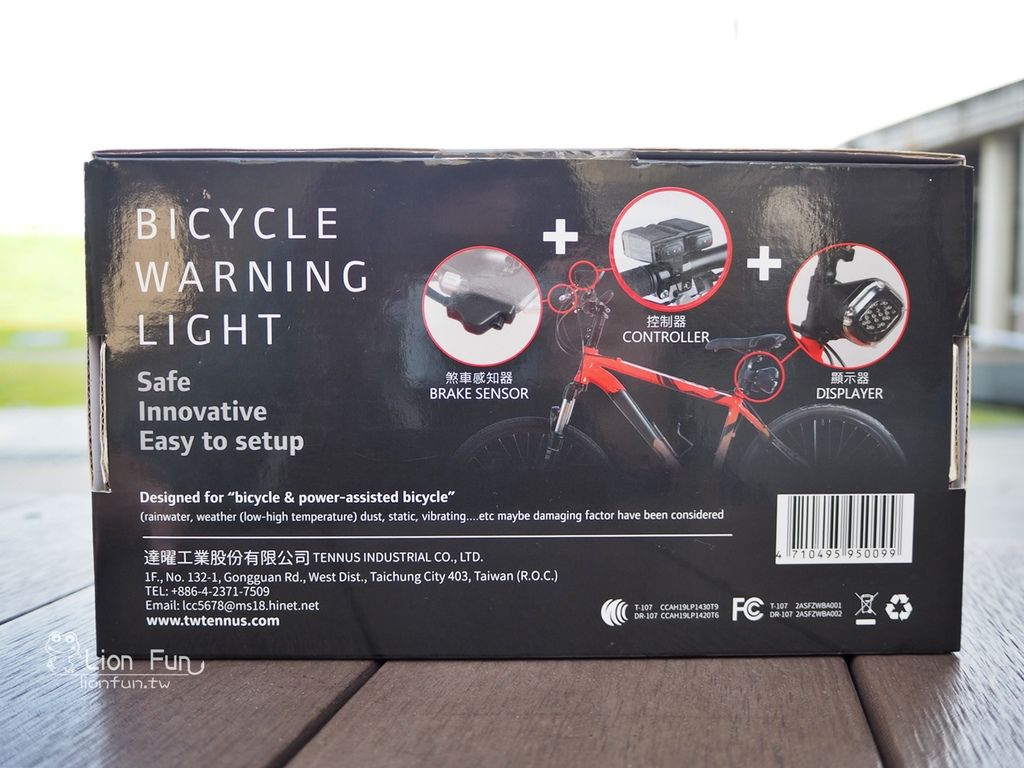 BICYCLE
WARNING
LIGHT
Safe
Innovative
Easy to setup
煞車感知器
BRAKE SENSOR
控制器
CONTROLLER
顯示器
DISPLAYER
Designed for “bicycle & power-assisted bicycle”
(rainwater, weather (low-high temperature) dust, static, vibrating....etc maybe damaging factor have been considered
達曜工業股份有限公司 TENNUS INDUSTRIAL CO., LTD.
1F., No. 132-1, Gongguan Rd., West Dist., Taichung City 403, Taiwan (R.O.C.)
TEL: +886-4-2371-7509
Email: lcc5678@ms18.hinet.net
www.twtennus.com
4 710495 950099
T-107 CCAH19LP1430T9
DR-107 CCAH19LP1420T6
FC
T-107 2ASFZWBA001
DR-107 2ASFZWBA002
Lion Fun
lionfun.tw